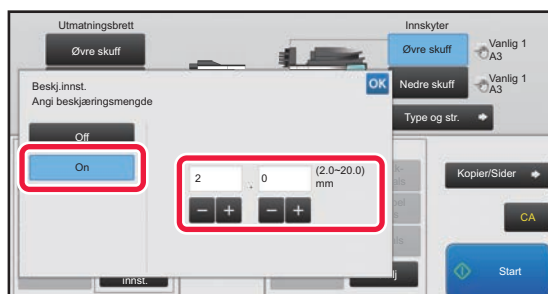 Utmatningsbrett
Innskyter
Øvre skuff
Øvre skuff
Vanlig 1
A3
Beskj.innst.
OK
Nedre skuff
Vanlig 1
A3
Angi beskjæringsmengde
Off
Type og str.
On
2 . 0 (2.0~20.0)
mm
Kopier/Sider
CA
Start
innst.